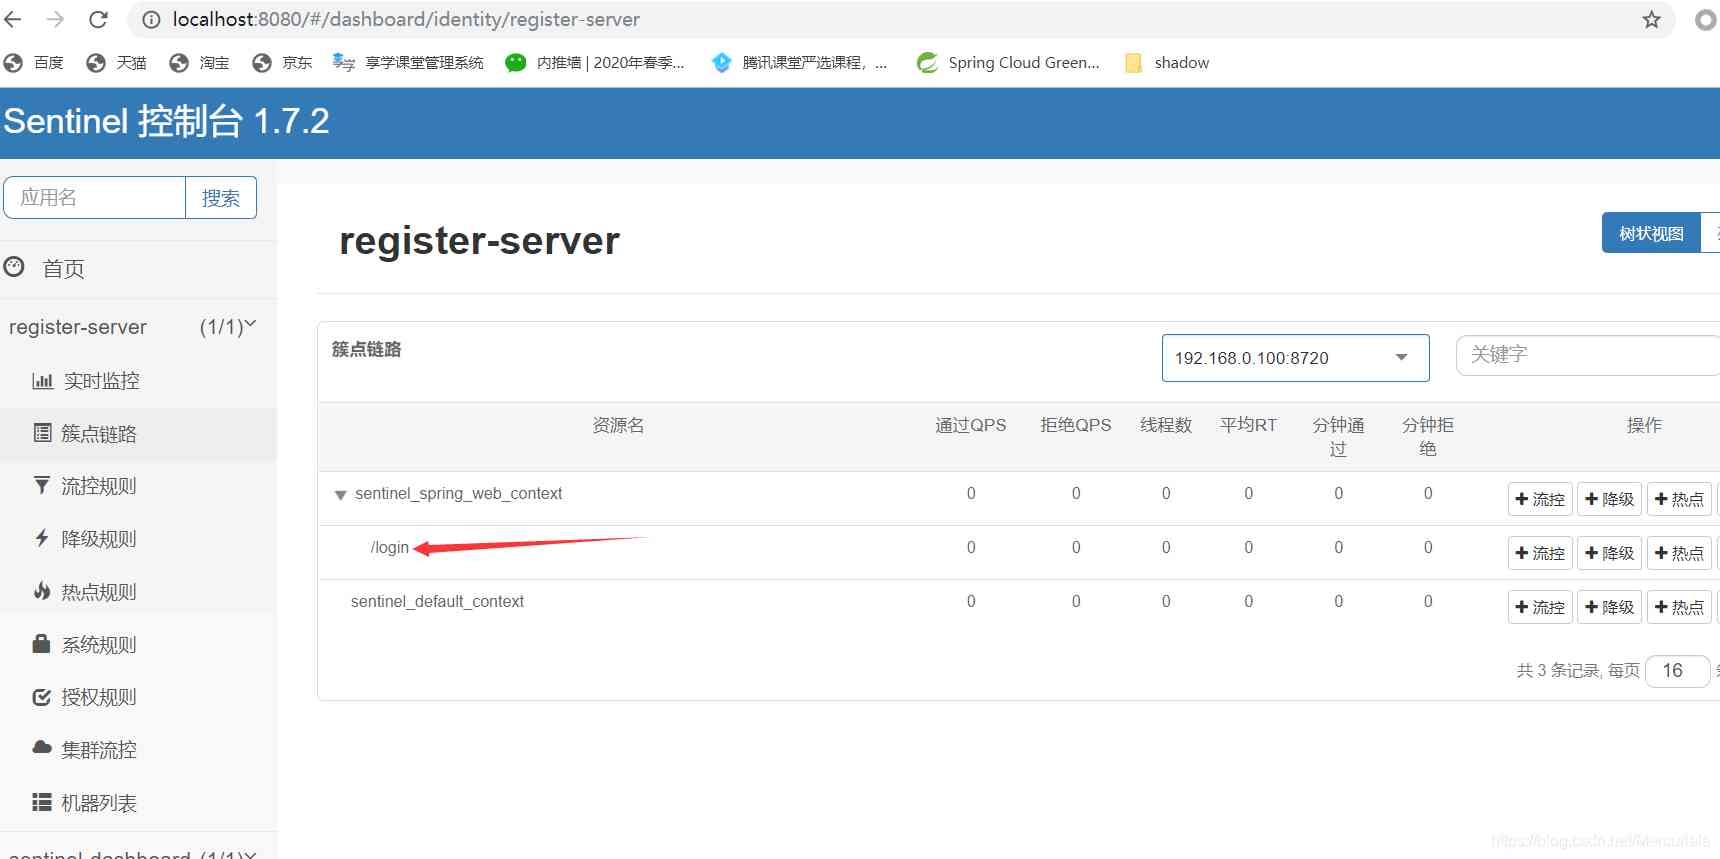 localhost:8080/#/dashboard/identity/register-server
百度 天猫 淘宝 京东 享学课堂管理系统 内推墙 | 2020年春季... 腾讯课堂严选课程，... Spring Cloud Green... shadow
Sentinel 控制台 1.7.2
应用名 搜索
register-server
树状视图
首页
register-server (1/1)
簇点链路
192.168.0.100:8720
关键字
实时监控
簇点链路
流控规则
降级规则
热点规则
系统规则
授权规则
集群流控
机器列表
sentinel-dashboard (1/1)
资源名 通过QPS 拒绝QPS 线程数 平均RT 分钟通过 分钟拒绝 操作
sentinel_spring_web_context 0 0 0 0 0 0 流控 降级 热点
/login 0 0 0 0 0 0 流控 降级 热点
sentinel_default_context 0 0 0 0 0 0 流控 降级 热点
共 3 条记录, 每页 16